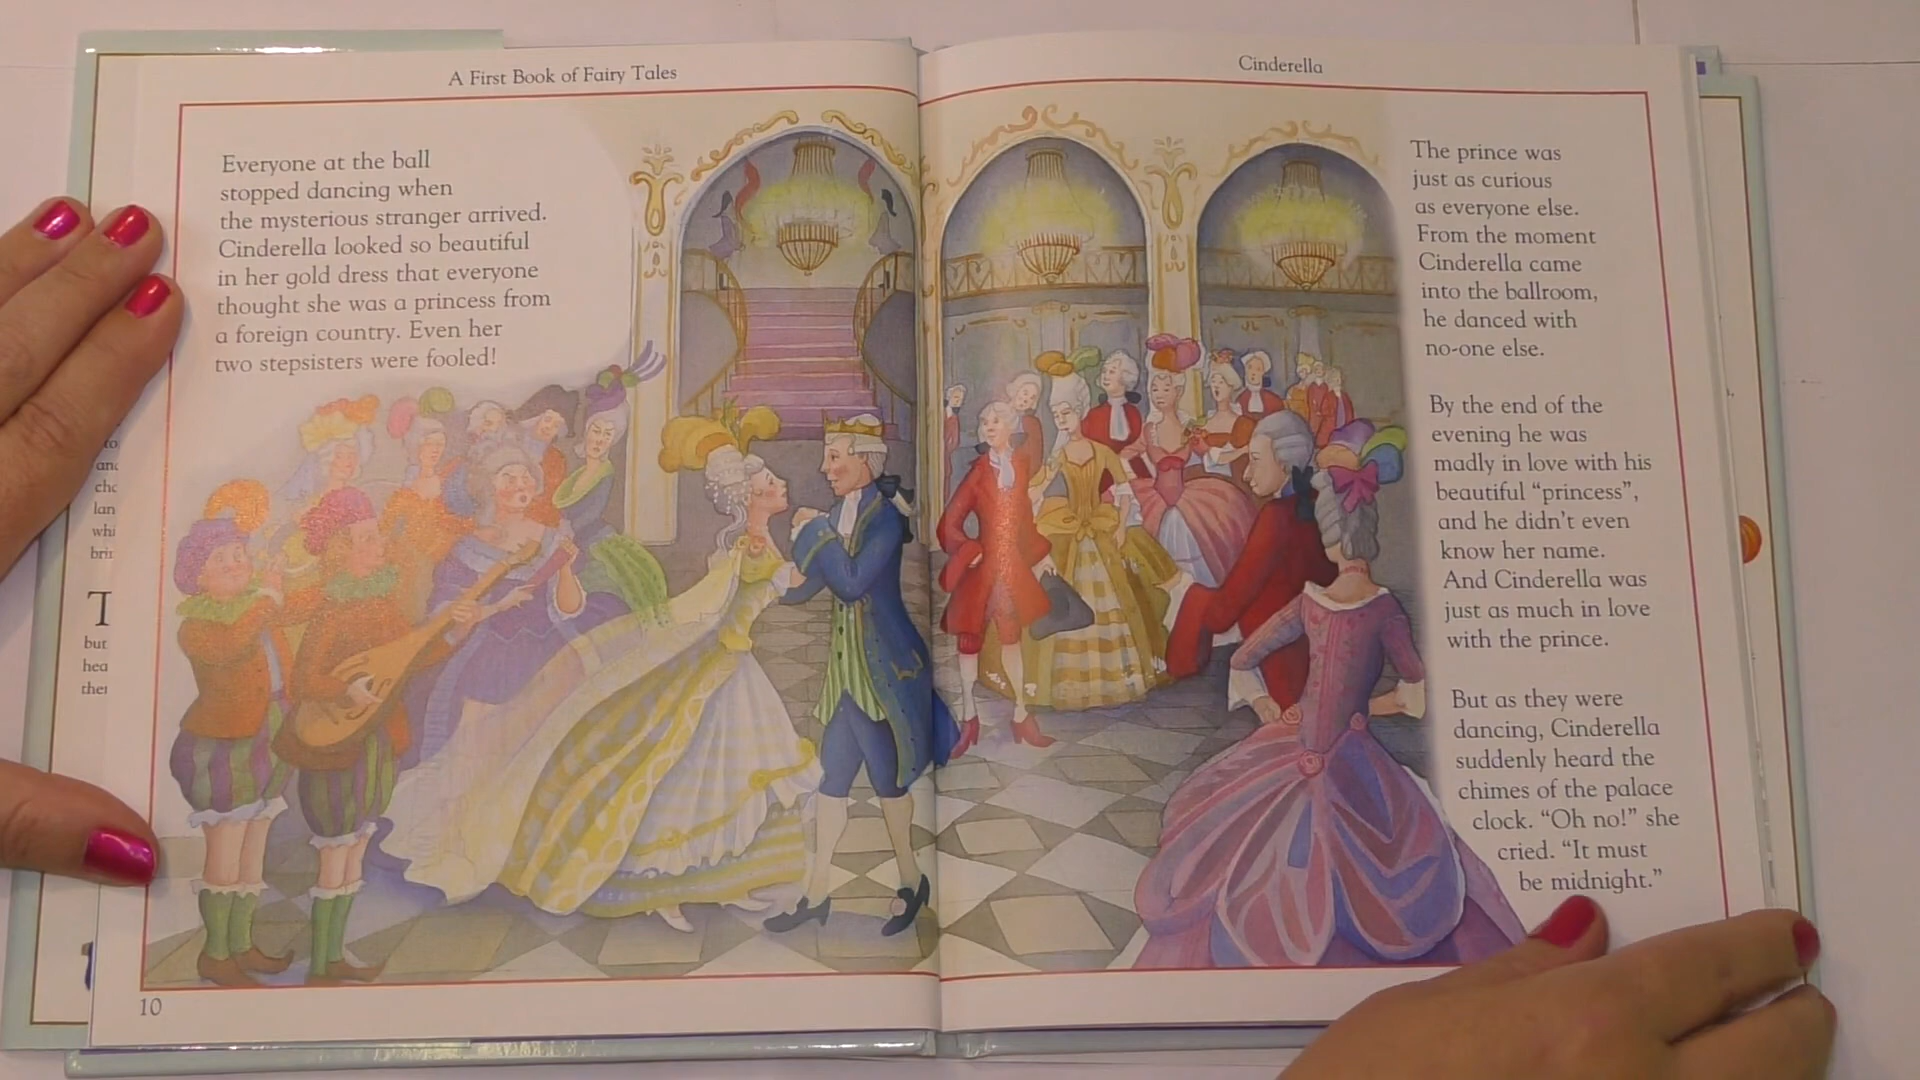 A First Book of Fairy Tales
Everyone at the ball
stopped dancing when
the mysterious stranger arrived.
Cinderella looked so beautiful
in her gold dress that everyone
thought she was a princess from
a foreign country. Even her
two stepsisters were fooled!
10
Cinderella
The prince was
just as curious
as everyone else.
From the moment
Cinderella came
into the ballroom,
he danced with
no-one else.
By the end of the
evening he was
madly in love with his
beautiful “princess”,
and he didn’t even
know her name.
And Cinderella was
just as much in love
with the prince.
But as they were
dancing, Cinderella
suddenly heard the
chimes of the palace
clock. “Oh no!” she
cried. “It must
be midnight.”